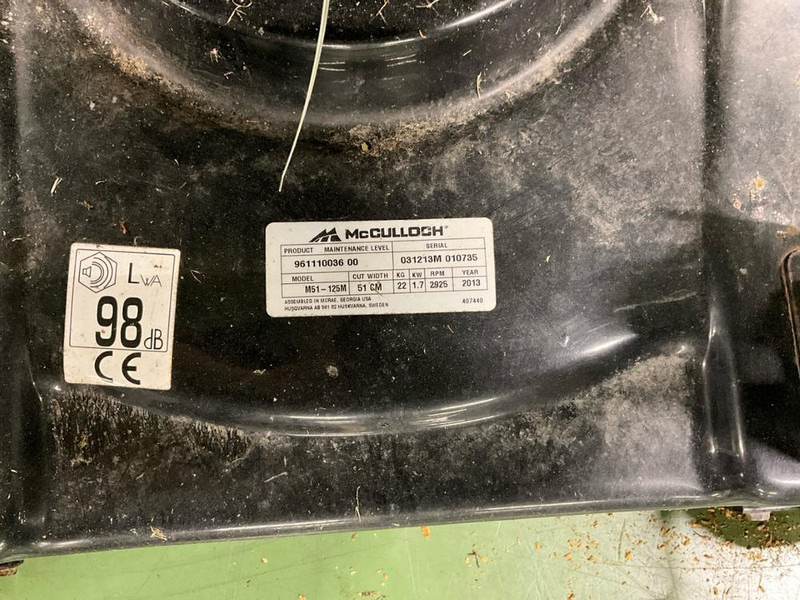 McCULLOCH
PRODUCT MAINTENANCE LEVEL SERIAL
961110036 00 031213M 010735
MODEL CUT WIDTH KG KW RPM YEAR
M51-125M 51 CM 22 1.7 2925 2013
ASSEMBLED IN MCRAE, GEORGIA USA
HUSQVARNA AB 561 82 HUSKVARNA, SWEDEN
407440
LWA
98 dB
CE